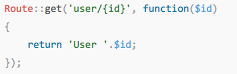 Route::get('user/{id}', function($id)
{
    return 'User '.$id;
});